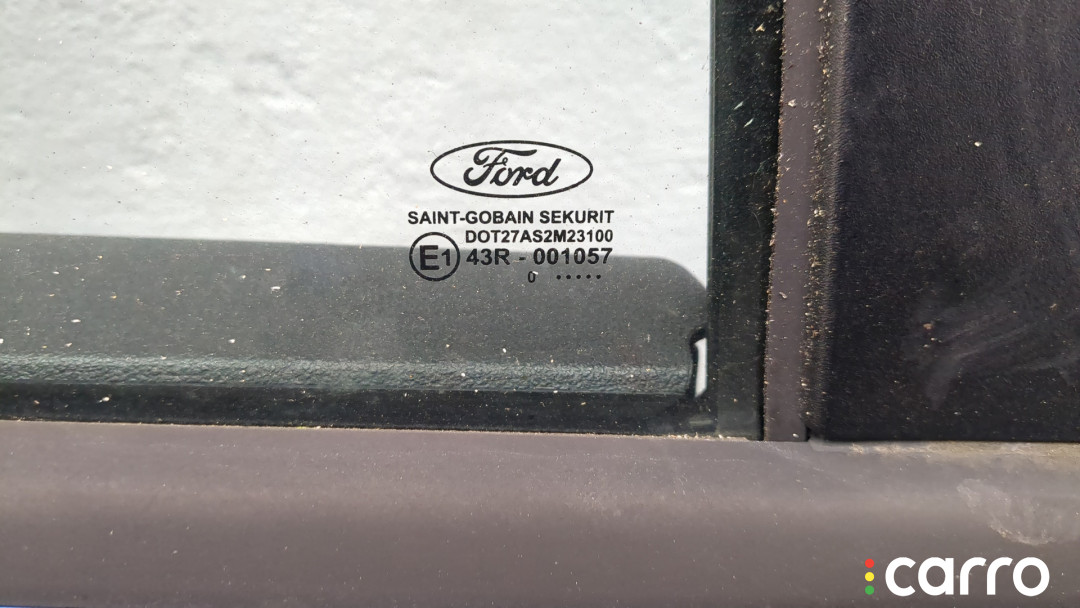 Ford
SAINT-GOBAIN SEKURIT
DOT27AS2M23100
E1 43R - 001057
0 .....
carro